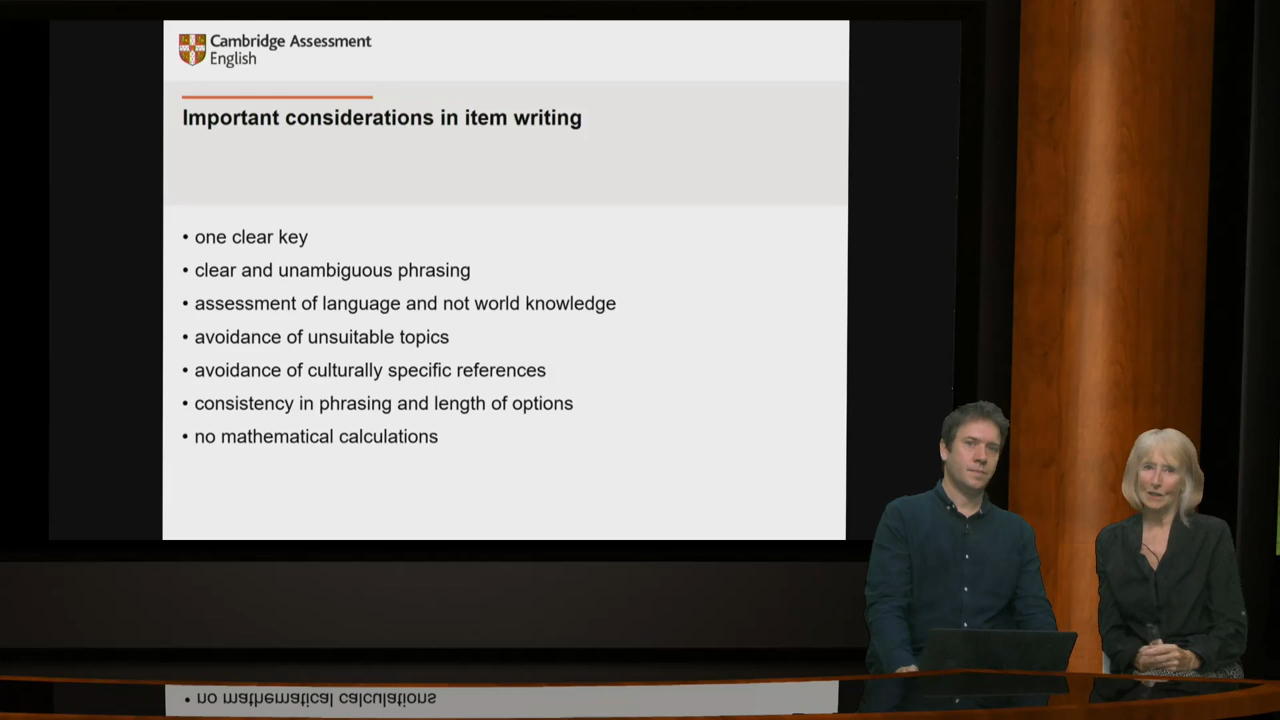 Cambridge Assessment
English
Important considerations in item writing
• one clear key
• clear and unambiguous phrasing
• assessment of language and not world knowledge
• avoidance of unsuitable topics
• avoidance of culturally specific references
• consistency in phrasing and length of options
• no mathematical calculations
• no mathematical calculations